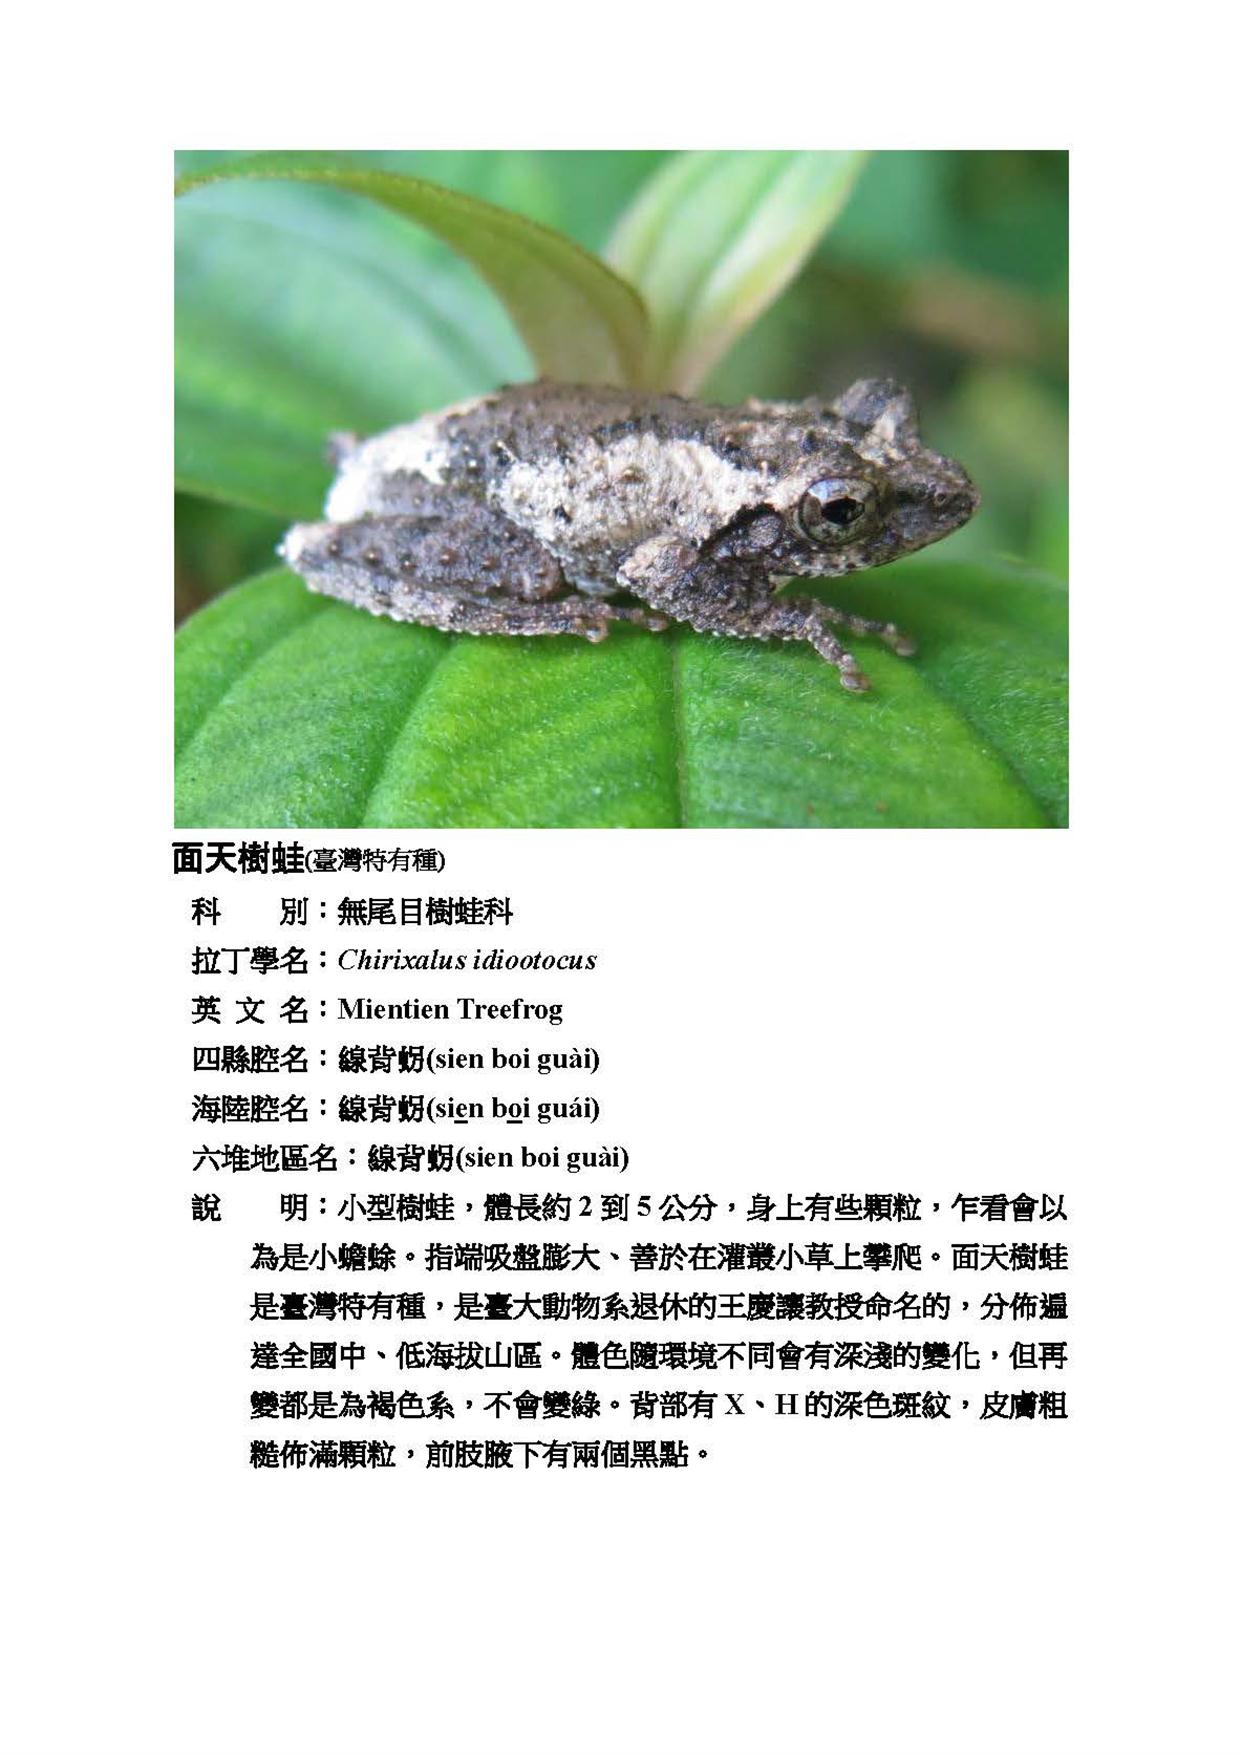 面天樹蛙(臺灣特有種)
科　　別：無尾目樹蛙科
拉丁學名：Chirixalus idiootocus
英 文 名：Mientien Treefrog
四縣腔名：線背蜴(sien boi guài)
海陸腔名：線背蜴(sien boi guái)
六堆地區名：線背蜴(sien boi guài)
說　　明：小型樹蛙，體長約 2 到 5 公分，身上有些顆粒，乍看會以
為是小蟾蜍。指端吸盤膨大、善於在灌叢小草上攀爬。面天樹蛙
是臺灣特有種，是臺大動物系退休的王慶讓教授命名的，分佈遍
達全國中、低海拔山區。體色隨環境不同會有深淺的變化，但再
變都是為褐色系，不會變綠。背部有 X、H 的深色斑紋，皮膚粗
糙佈滿顆粒，前肢腋下有兩個黑點。